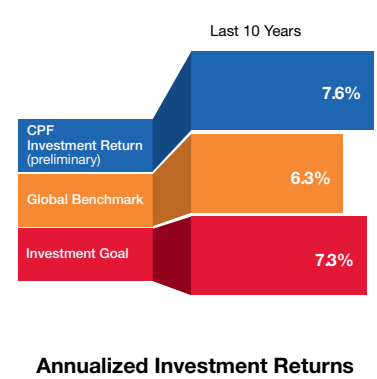 Last 10 Years
7.6%
CPF
Investment Return
(preliminary)
6.3%
Global Benchmark
Investment Goal
7.3%
Annualized Investment Returns